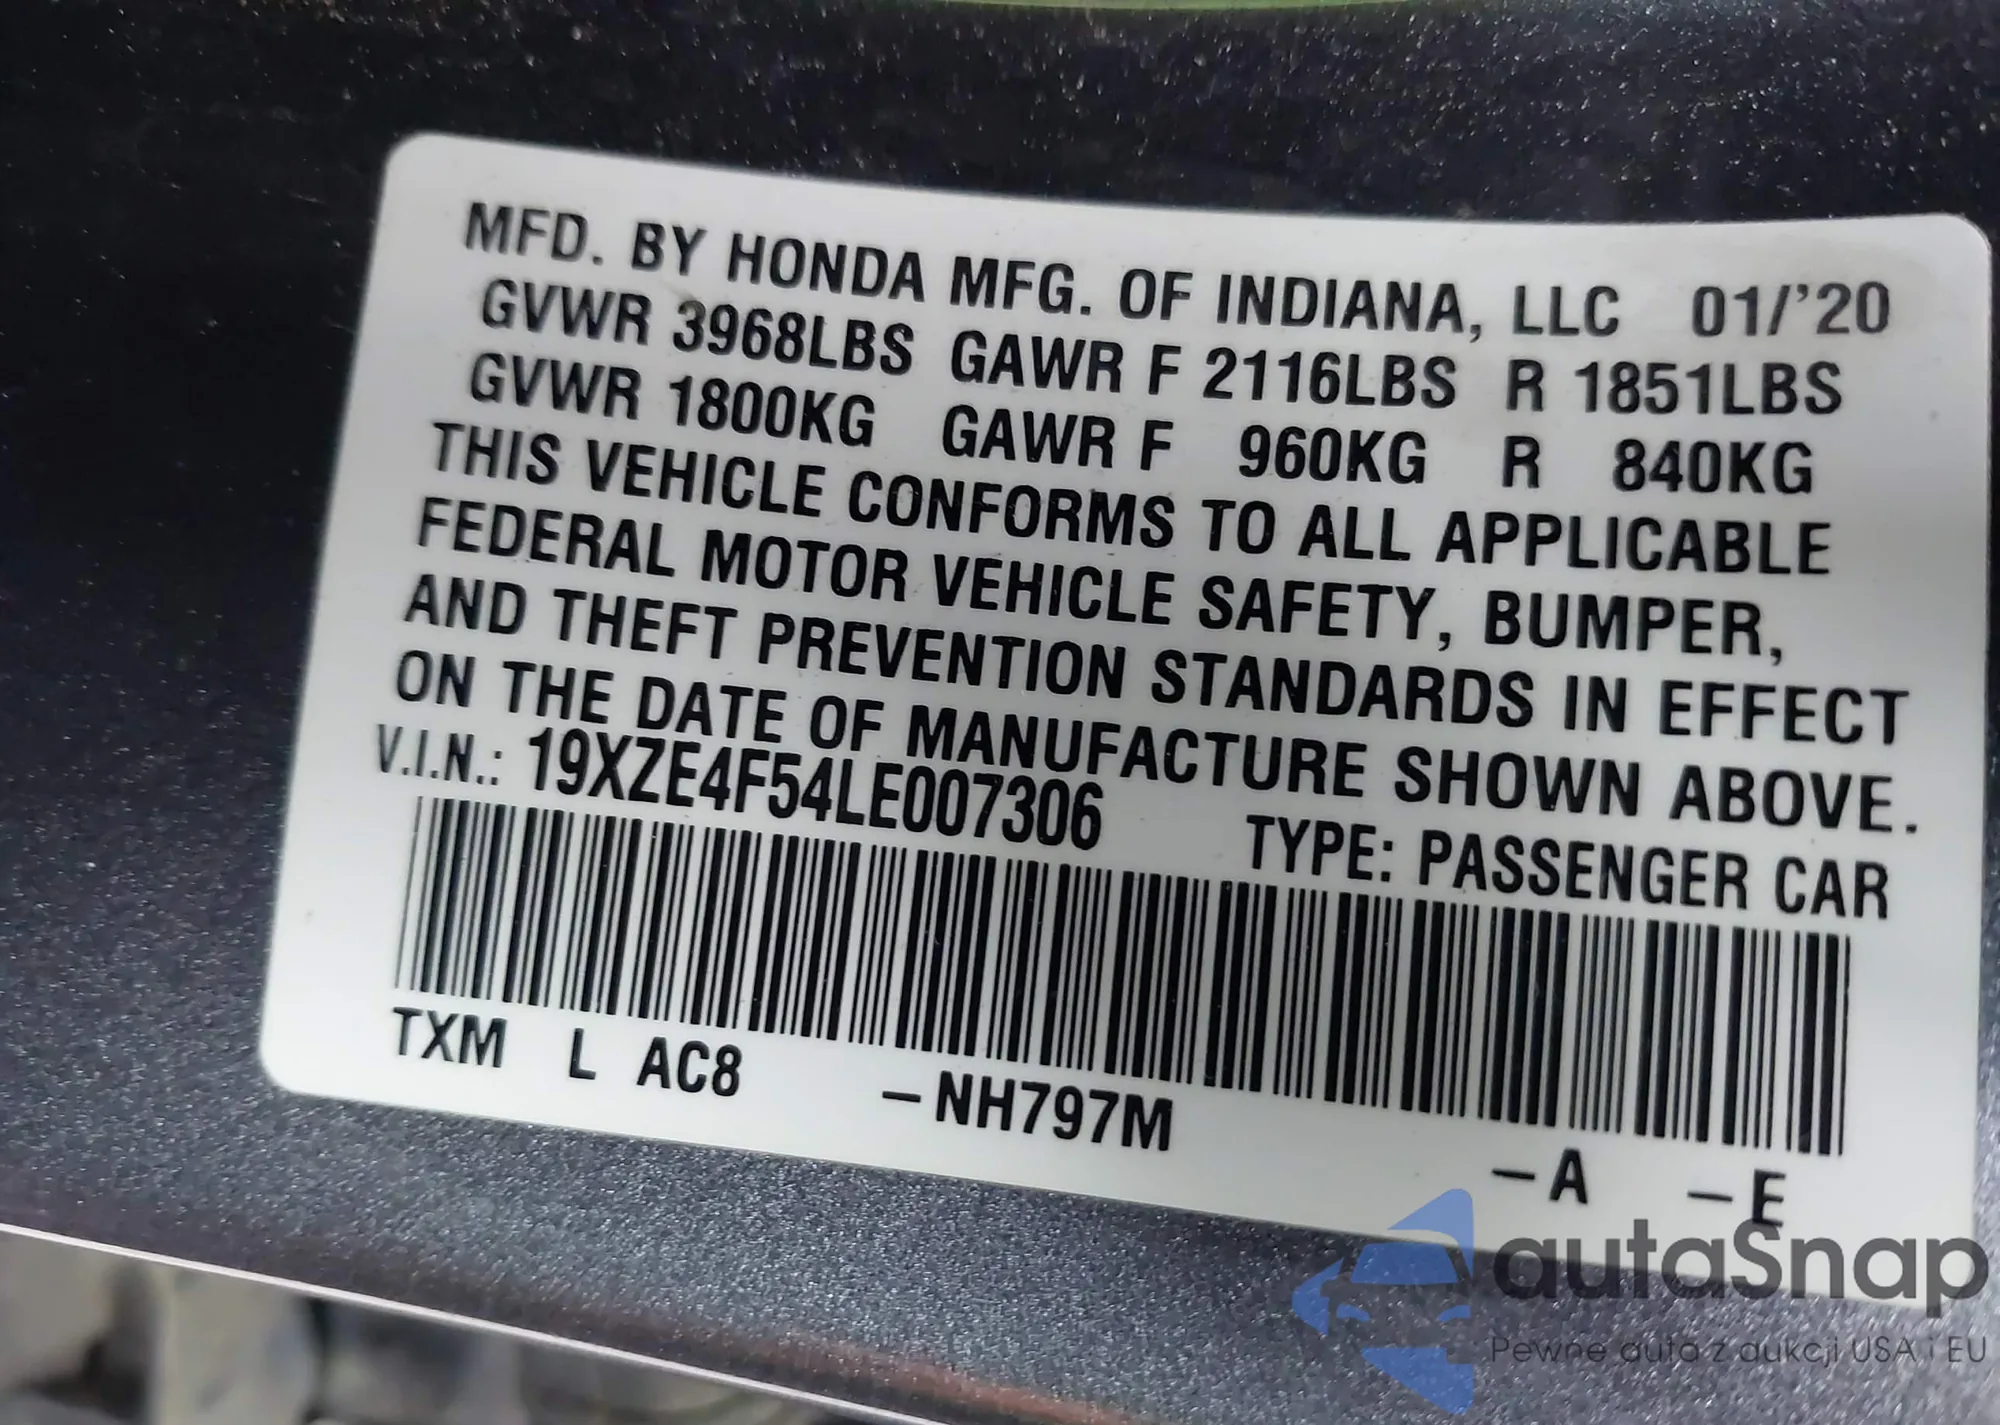 MFD. BY HONDA MFG. OF INDIANA, LLC 01/'20
GVWR 3968LBS GAWR F 2116LBS R 1851LBS
GVWR 1800KG GAWR F 960KG R 840KG
THIS VEHICLE CONFORMS TO ALL APPLICABLE
FEDERAL MOTOR VEHICLE SAFETY, BUMPER,
AND THEFT PREVENTION STANDARDS IN EFFECT
ON THE DATE OF MANUFACTURE SHOWN ABOVE.
V.I.N.: 19XZE4F54LE007306 TYPE: PASSENGER CAR
TXM L AC8 –NH797M –A –E
autaSnap
Pewne auta z aukcji USA i EU